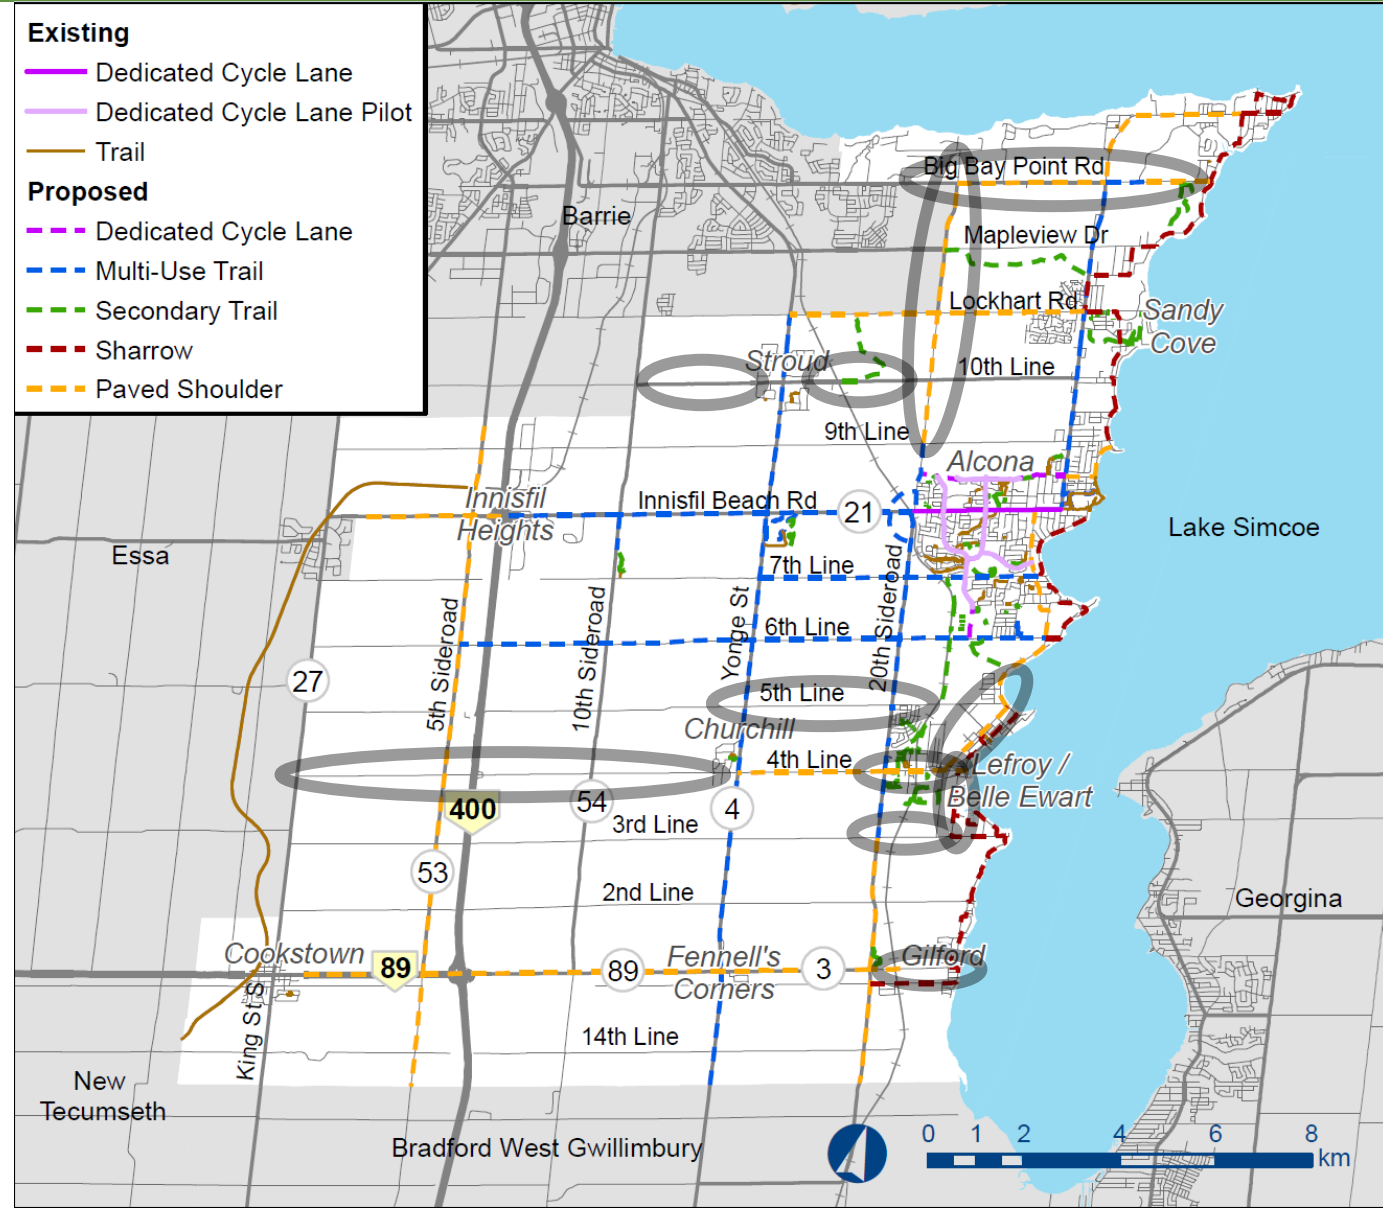 Existing
Dedicated Cycle Lane
Dedicated Cycle Lane Pilot
Trail
Proposed
Dedicated Cycle Lane
Multi-Use Trail
Secondary Trail
Sharrow
Paved Shoulder
Big Bay Point Rd
Barrie
Mapleview Dr
Lockhart Rd
Sandy
Cove
Stroud
10th Line
9th Line
Alcona
Innisfil
Heights
Innisfil Beach Rd
21
Lake Simcoe
Essa
7th Line
5th Sideroad
10th Sideroad
Yonge St
20th Sideroad
6th Line
27
5th Line
Churchill
4th Line
Lefroy /
Belle Ewart
400
54
4
3rd Line
53
2nd Line
Georgina
Cookstown
89
89
Fennell's
Corners
3
Gilford
King St S
14th Line
New
Tecumseth
Bradford West Gwillimbury
0 1 2 4 6 8
km